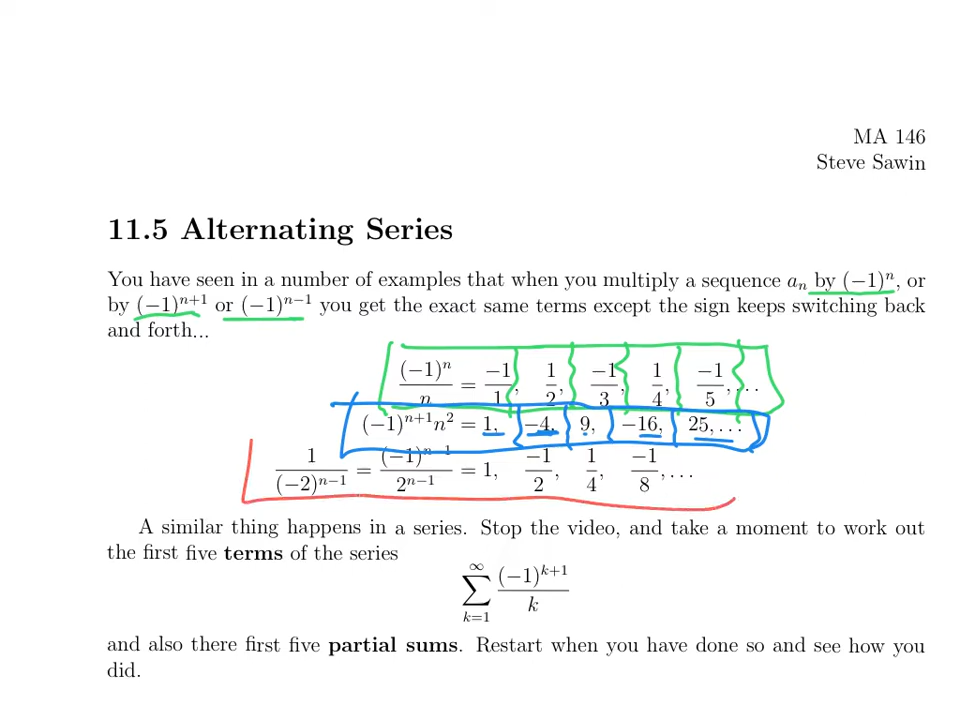 MA 146
Steve Sawin
11.5 Alternating Series
You have seen in a number of examples that when you multiply a sequence aₙ by (−1)ⁿ, or
by (−1)ⁿ⁺¹ or (−1)ⁿ⁻¹ you get the exact same terms except the sign keeps switching back
and forth...
(−1)ⁿ/n = −1/1, 1/2, −1/3, 1/4, −1/5, ...
(−1)ⁿ⁺¹n² = 1, −4, 9, −16, 25, ...
1/(−2)ⁿ⁻¹ = (−1)ⁿ⁻¹/2ⁿ⁻¹ = 1, −1/2, 1/4, −1/8, ...
A similar thing happens in a series. Stop the video, and take a moment to work out
the first five terms of the series
∑_{k=1}^{∞} (−1)^{k+1}/k
and also there first five partial sums. Restart when you have done so and see how you
did.